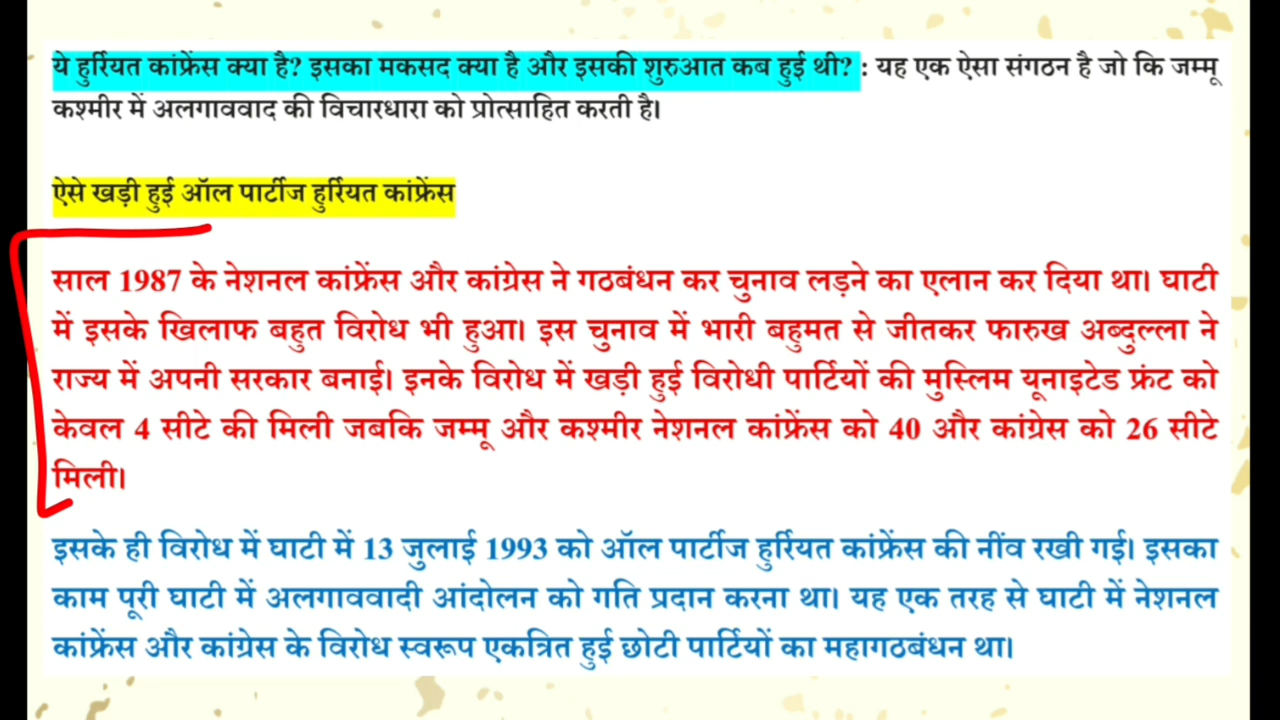 ये हुर्रियत कांफ्रेंस क्या है? इसका मकसद क्या है और इसकी शुरुआत कब हुई थी? : यह एक ऐसा संगठन है जो कि जम्मू
कश्मीर में अलगाववाद की विचारधारा को प्रोत्साहित करती है।
ऐसे खड़ी हुई ऑल पार्टीज हुर्रियत कांफ्रेंस
साल 1987 के नेशनल कांफ्रेंस और कांग्रेस ने गठबंधन कर चुनाव लड़ने का एलान कर दिया था। घाटी
में इसके खिलाफ बहुत विरोध भी हुआ। इस चुनाव में भारी बहुमत से जीतकर फारुख अब्दुल्ला ने
राज्य में अपनी सरकार बनाई। इनके विरोध में खड़ी हुई विरोधी पार्टियों की मुस्लिम यूनाइटेड फ्रंट को
केवल 4 सीटे की मिली जबकि जम्मू और कश्मीर नेशनल कांफ्रेंस को 40 और कांग्रेस को 26 सीटे
मिली।
इसके ही विरोध में घाटी में 13 जुलाई 1993 को ऑल पार्टीज हुर्रियत कांफ्रेंस की नींव रखी गई। इसका
काम पूरी घाटी में अलगाववादी आंदोलन को गति प्रदान करना था। यह एक तरह से घाटी में नेशनल
कांफ्रेंस और कांग्रेस के विरोध स्वरूप एकत्रित हुई छोटी पार्टियों का महागठबंधन था।